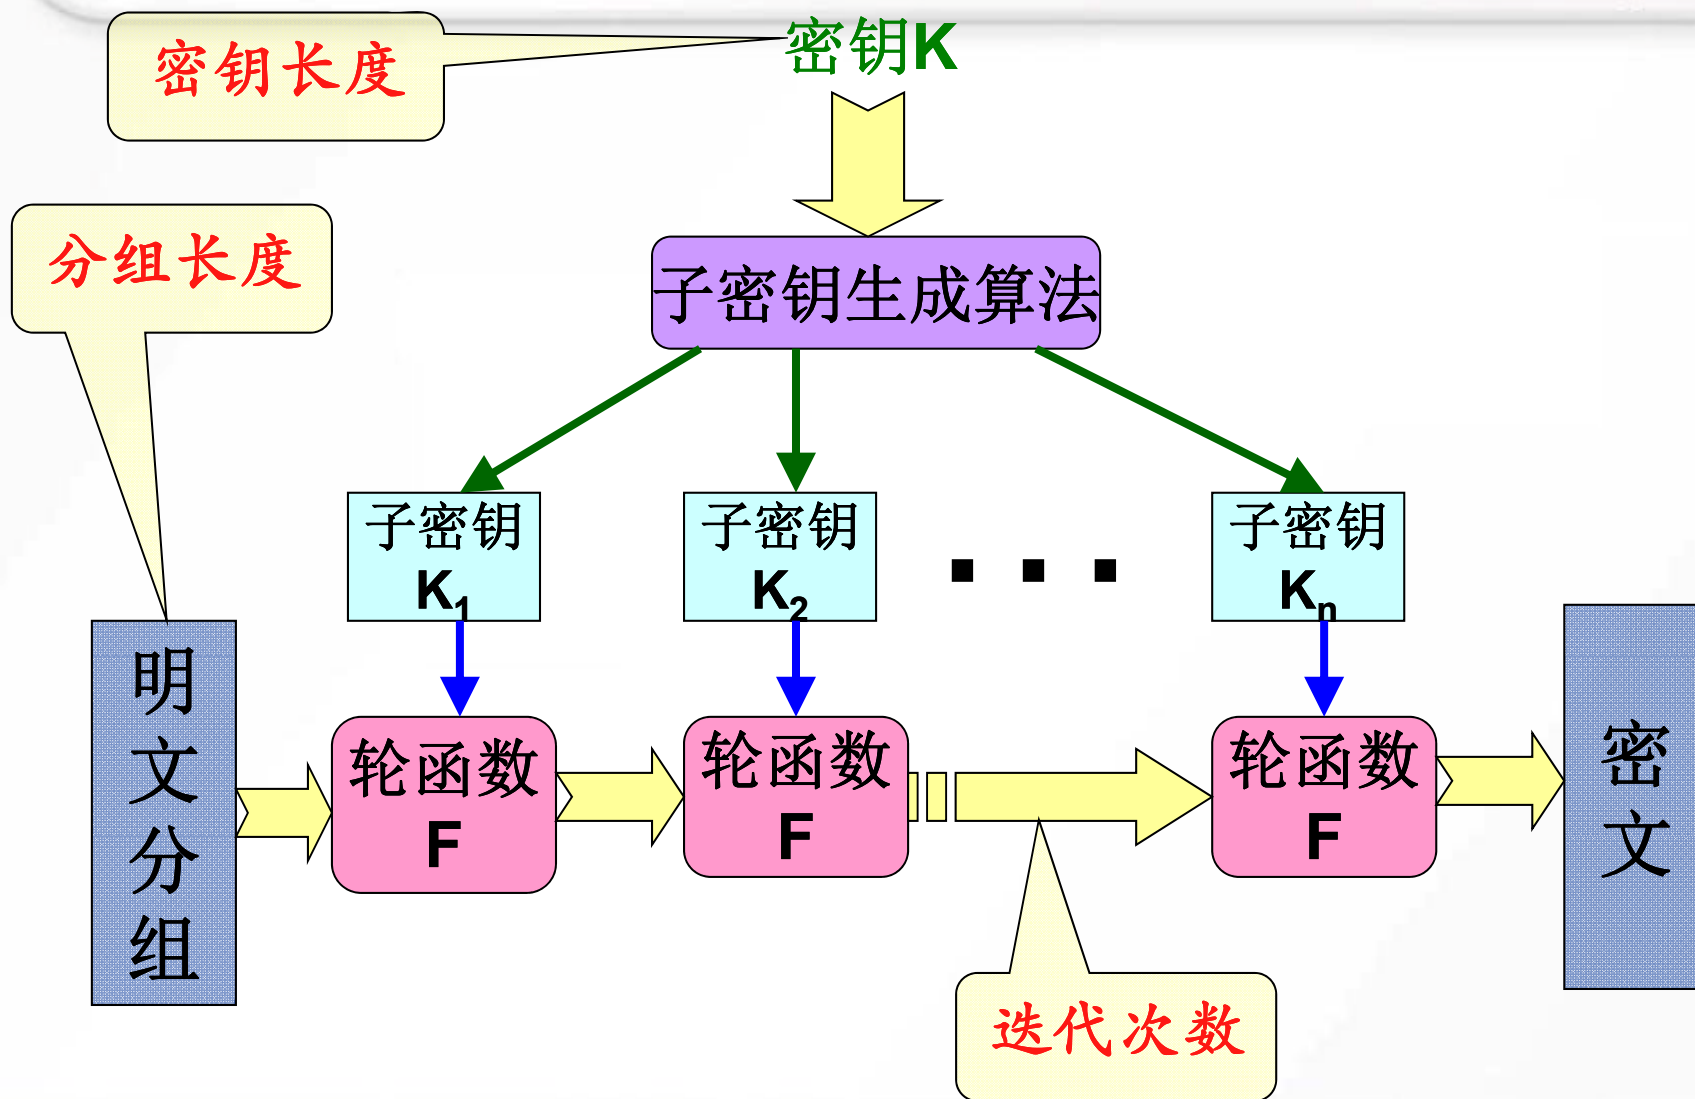 密钥长度
密钥K
分组长度
子密钥生成算法
子密钥
K1
子密钥
K2
子密钥
Kn
明
文
分
组
轮函数
F
轮函数
F
轮函数
F
密
文
迭代次数